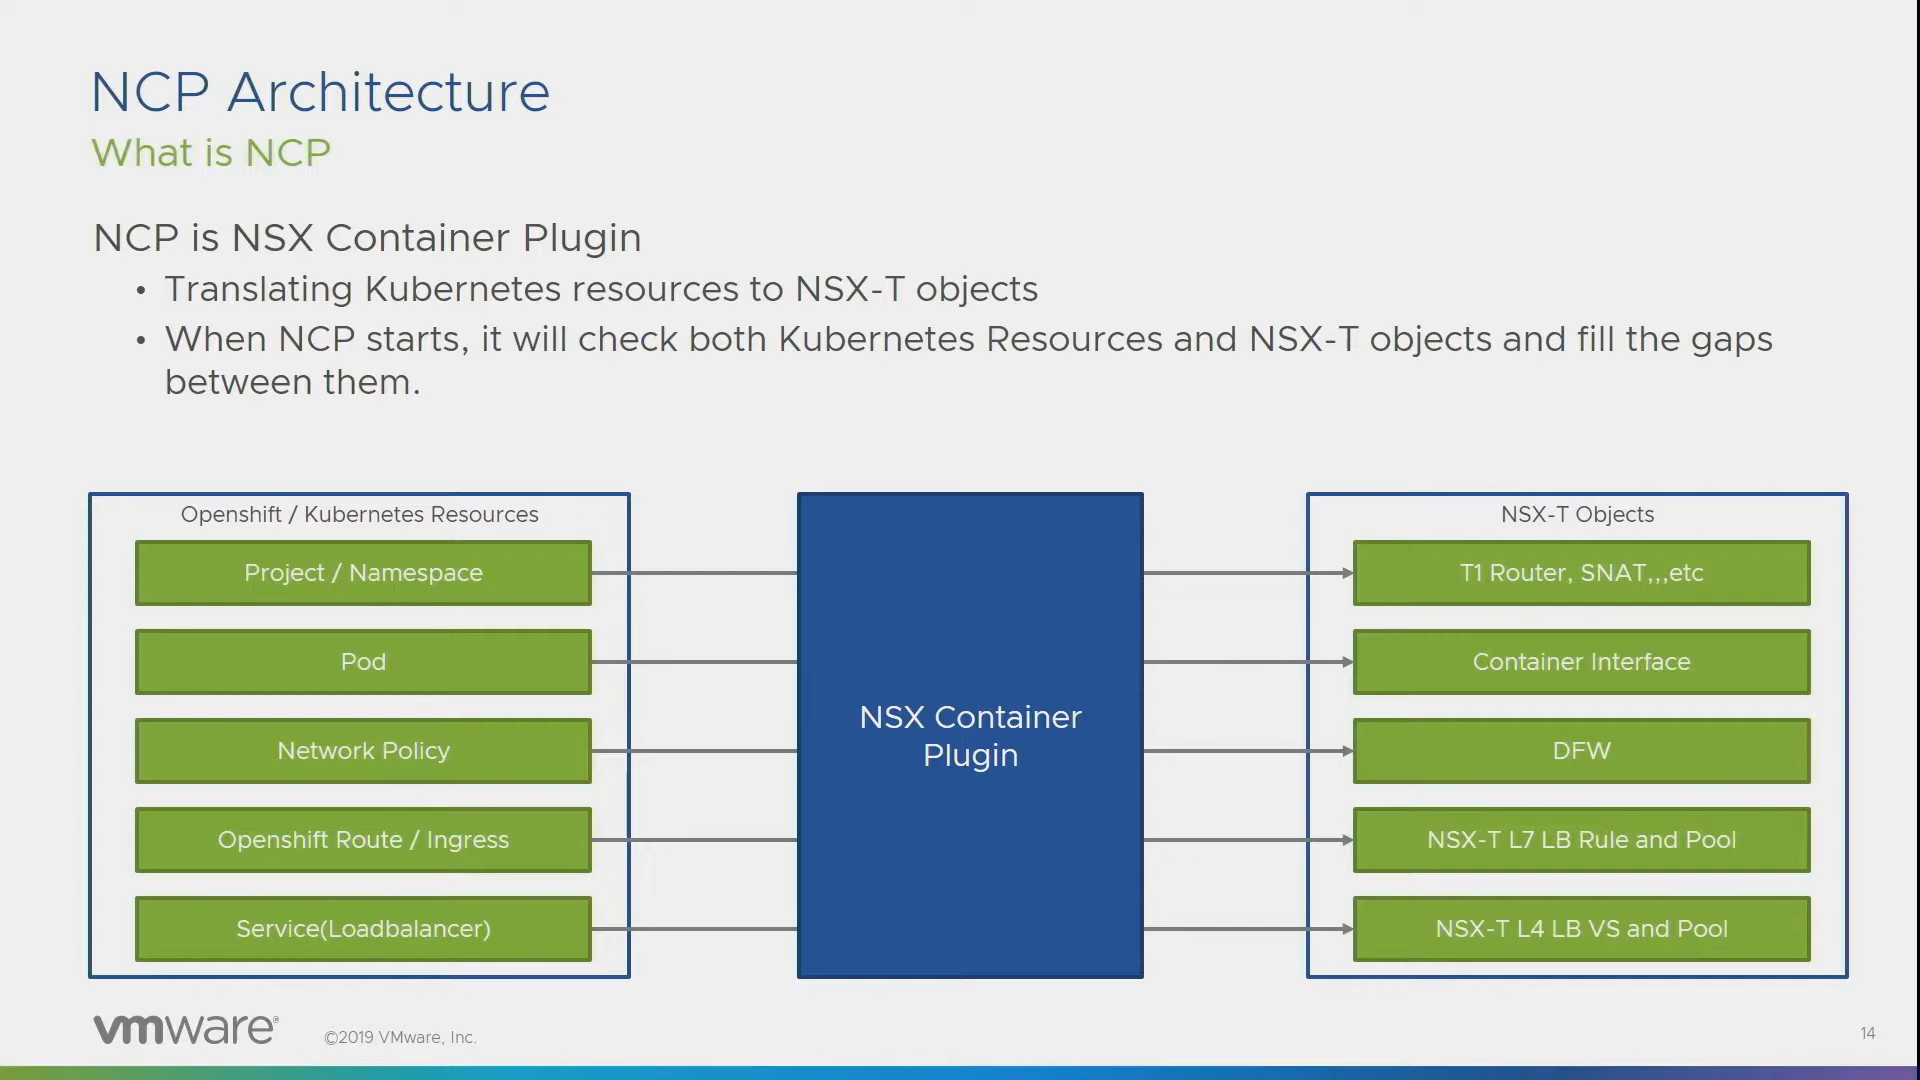 NCP Architecture
What is NCP
NCP is NSX Container Plugin
• Translating Kubernetes resources to NSX-T objects
• When NCP starts, it will check both Kubernetes Resources and NSX-T objects and fill the gaps
between them.
Openshift / Kubernetes Resources
Project / Namespace
Pod
Network Policy
Openshift Route / Ingress
Service(Loadbalancer)
NSX Container
Plugin
NSX-T Objects
T1 Router, SNAT,,,etc
Container Interface
DFW
NSX-T L7 LB Rule and Pool
NSX-T L4 LB VS and Pool
vmware®
©2019 VMware, Inc.
14